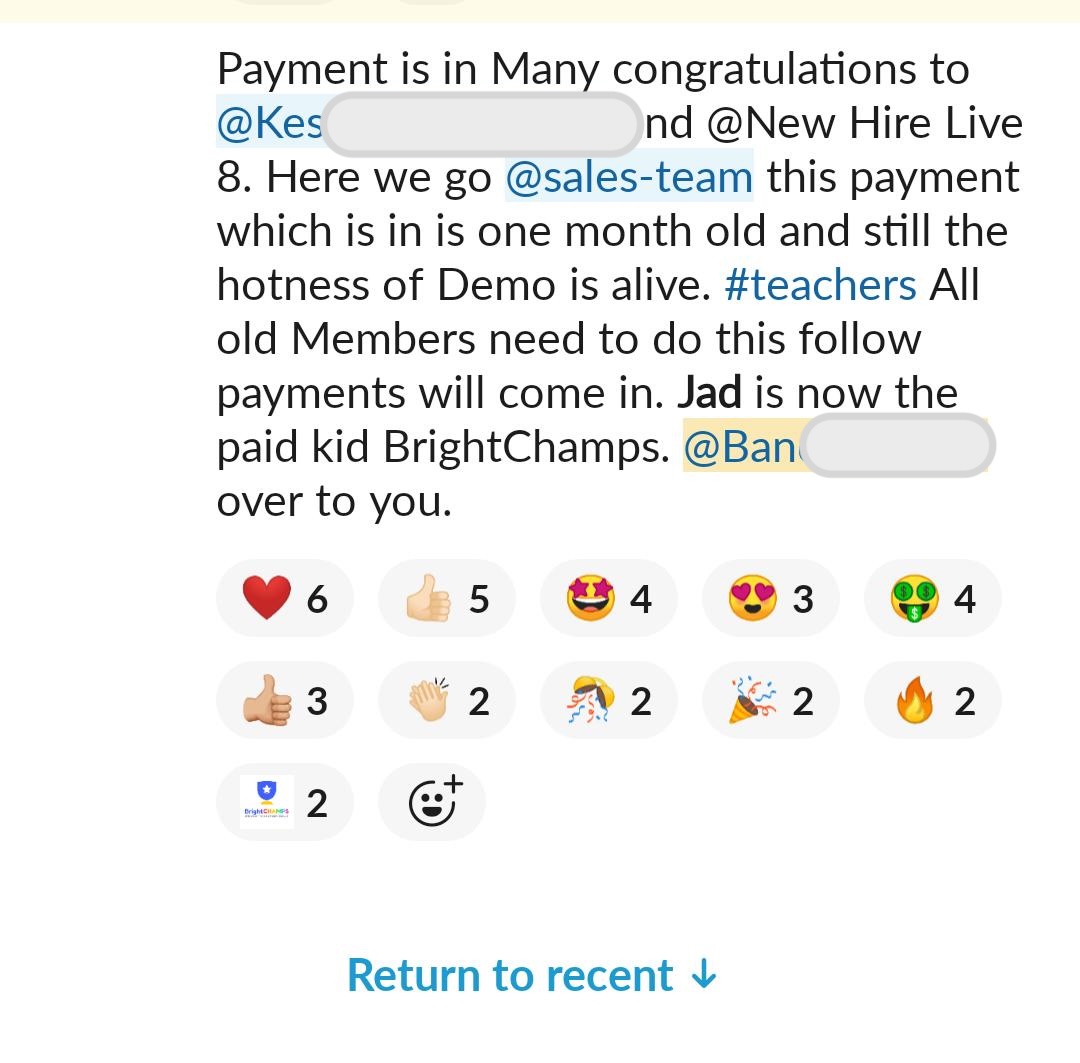 Payment is in Many congratulations to
@Kes nd @New Hire Live
8. Here we go @sales-team this payment
which is in is one month old and still the
hotness of Demo is alive. #teachers All
old Members need to do this follow
payments will come in. Jad is now the
paid kid BrightChamps. @Ban
over to you.
6 5 4 3 4
3 2 2 2 2
BrightCHAMPS 2
Return to recent ↓